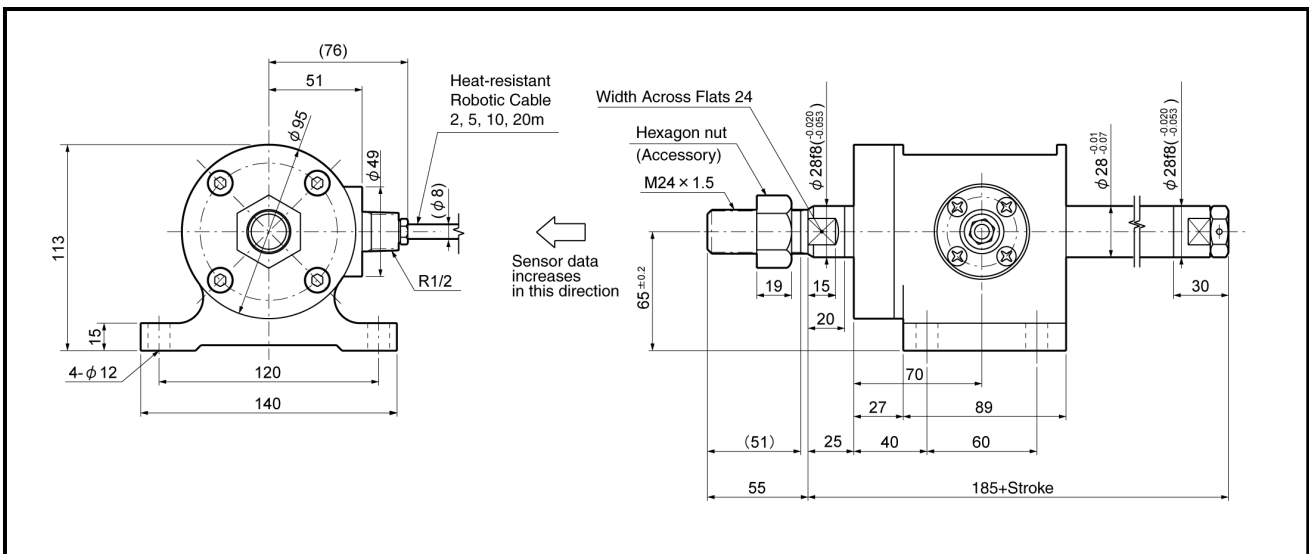 (76)
51
Heat-resistant
Robotic Cable
2, 5, 10, 20m
φ95
φ49
(φ8)
113
R1/2
15
4-φ12
120
140
Sensor data
increases
in this direction
Width Across Flats 24
Hexagon nut
(Accessory)
M24×1.5
φ28f8(-0.020 -0.053)
φ28 -0.01 -0.07
φ28f8(-0.020 -0.053)
65±0.2
19
15
20
30
70
27
89
(51)
25
40
60
55
185+Stroke